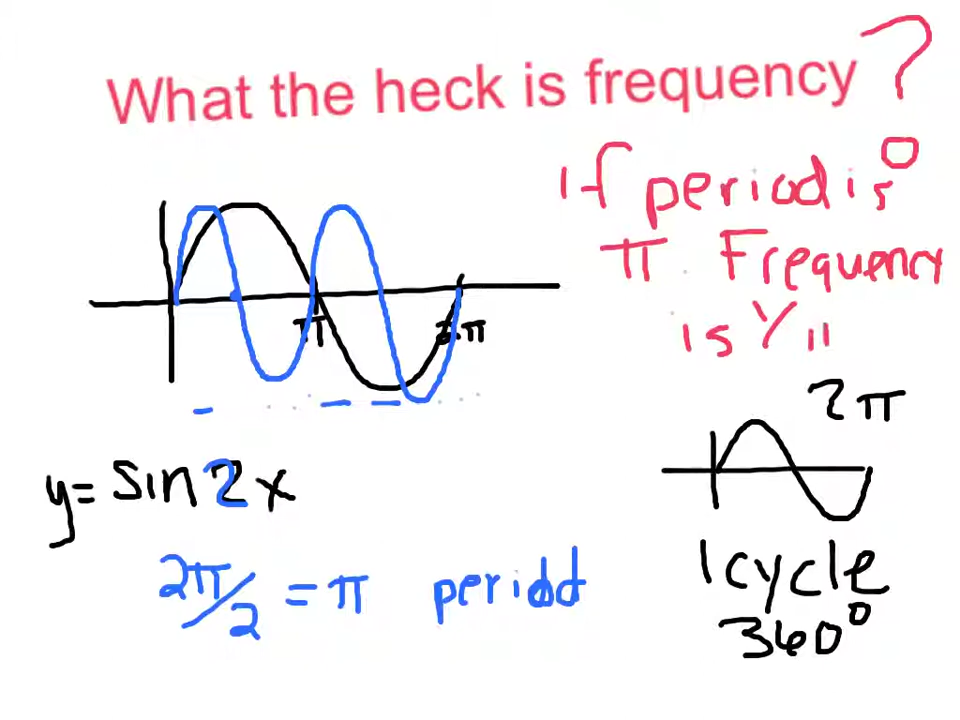 What the heck is frequency?
If period is
π Frequency
is 1/π
π
2π
2π
y = sin 2x
1 cycle
360°
2π/2 = π period